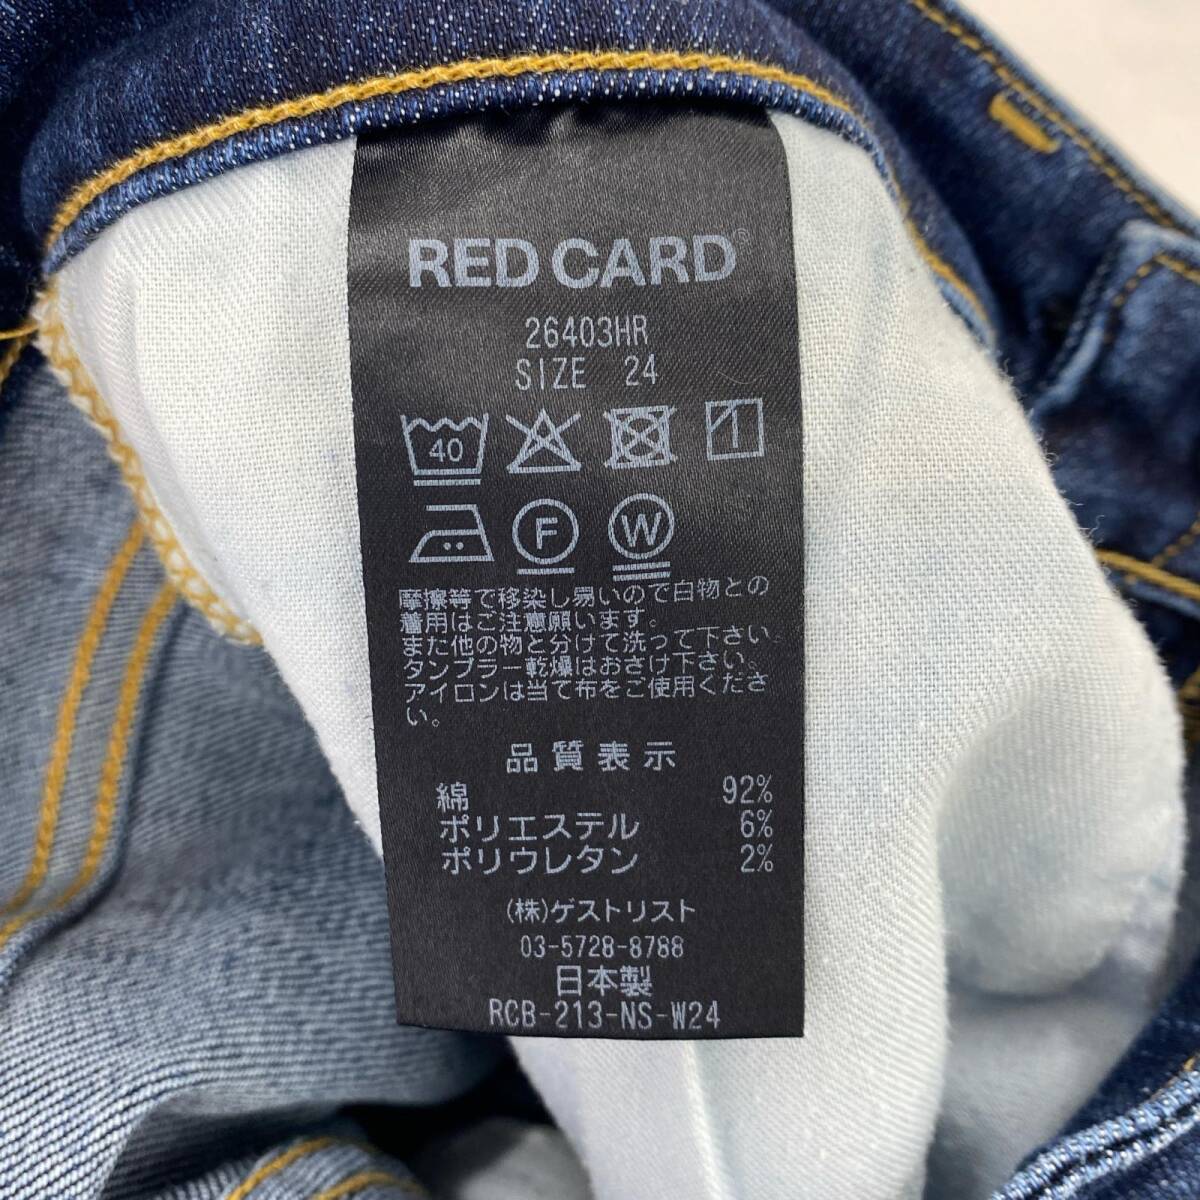 RED CARD®
26403HR
SIZE 24
40
F
W
摩擦等で移染し易いので白物との
着用はご注意願います。
また他の物と分けて洗って下さい。
タンブラー乾燥はおさけ下さい。
アイロンは当て布をご使用くださ
い。
品質表示
綿 92%
ポリエステル 6%
ポリウレタン 2%
(株)ゲストリスト
03-5728-8788
日本製
RCB-213-NS-W24